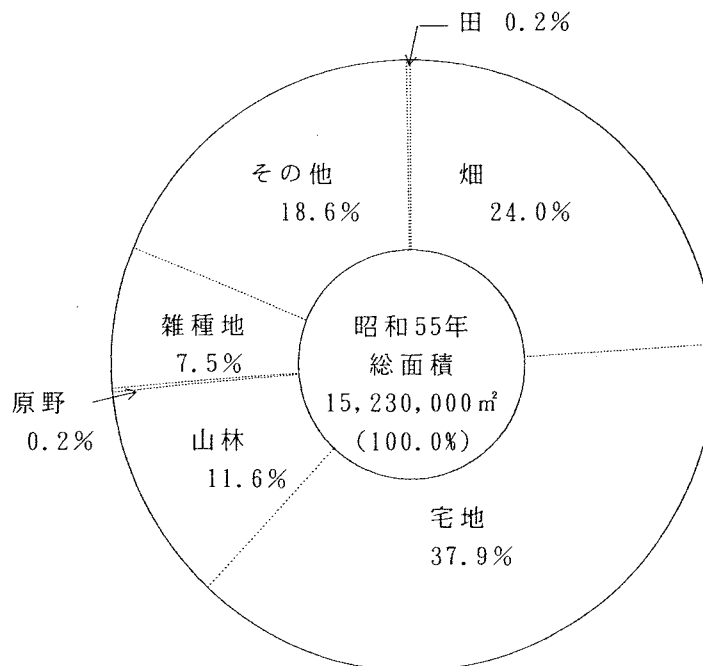 田 0.2%
畑
24.0%
その他
18.6%
雑種地
7.5%
原野
0.2%
山林
11.6%
昭和55年
総面積
15,230,000㎡
(100.0%)
宅地
37.9%